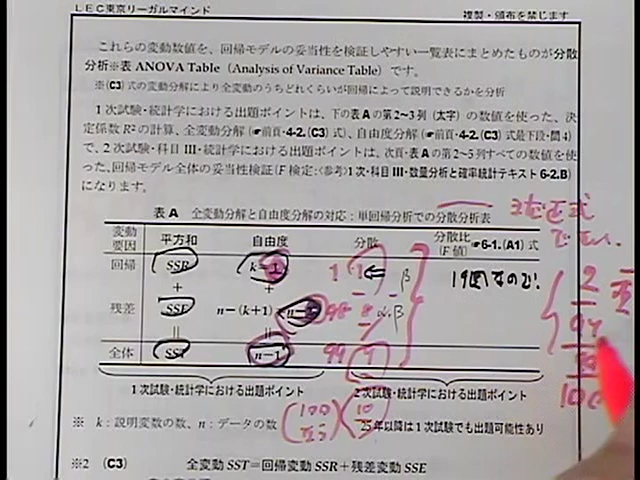 LEC東京リーガルマインド 複製・頒布を禁じます
これらの変動数値を、回帰モデルの妥当性を検証しやすい一覧表にまとめたものが分散
分析※表 ANOVA Table（Analysis of Variance Table）です。
※(C3) 式の変動分解により全変動のうちどれくらいが回帰によって説明できるかを分析
1次試験・統計学における出題ポイントは、下の表Aの第2～3列（太字）の数値を使った、決
定係数 R²の計算、全変動分解（☛前頁・4-2. (C3) 式）、自由度分解（☛前頁・4-2. (C3) 式最下段・問4）
で、2次試験・科目III・統計学における出題ポイントは、次頁・表Aの第2～5列すべての数値を使
った、回帰モデル全体の妥当性検証（F検定：〈参考〉1次・科目III・数量分析と確率統計テキスト 6-2.B）
になります。
表A 全変動分解と自由度分解の対応：単回帰分析での分散分析表
変動要因 平方和 自由度 分散 分散比（F値）☛6-1. (A1) 式
回帰 SSR k=1 1 1 ⇐ β 1個なので.
+ +
残差 SSE n－(k+1) 98 8 α.β
= =
全体 SST n－1 99 9
1次試験・統計学における出題ポイント 2次試験・統計学における出題ポイント
※ k：説明変数の数、n：データの数 100 10 25年以降は1次試験でも出題可能性あり
※2 (C3) 全変動 SST＝回帰変動 SSR＋残差変動 SSE
2
100